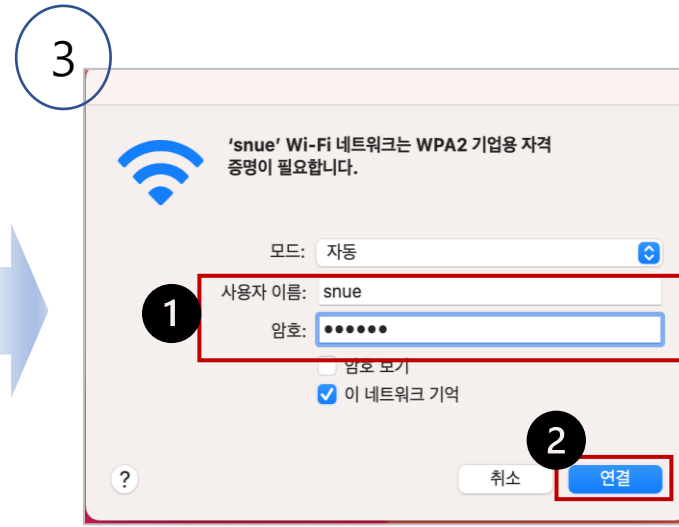 3
'snue' Wi-Fi 네트워크는 WPA2 기업용 자격
증명이 필요합니다.
모드: 자동
1
사용자 이름: snue
암호: ●●●●●●
암호 보기
이 네트워크 기억
2
? 취소 연결